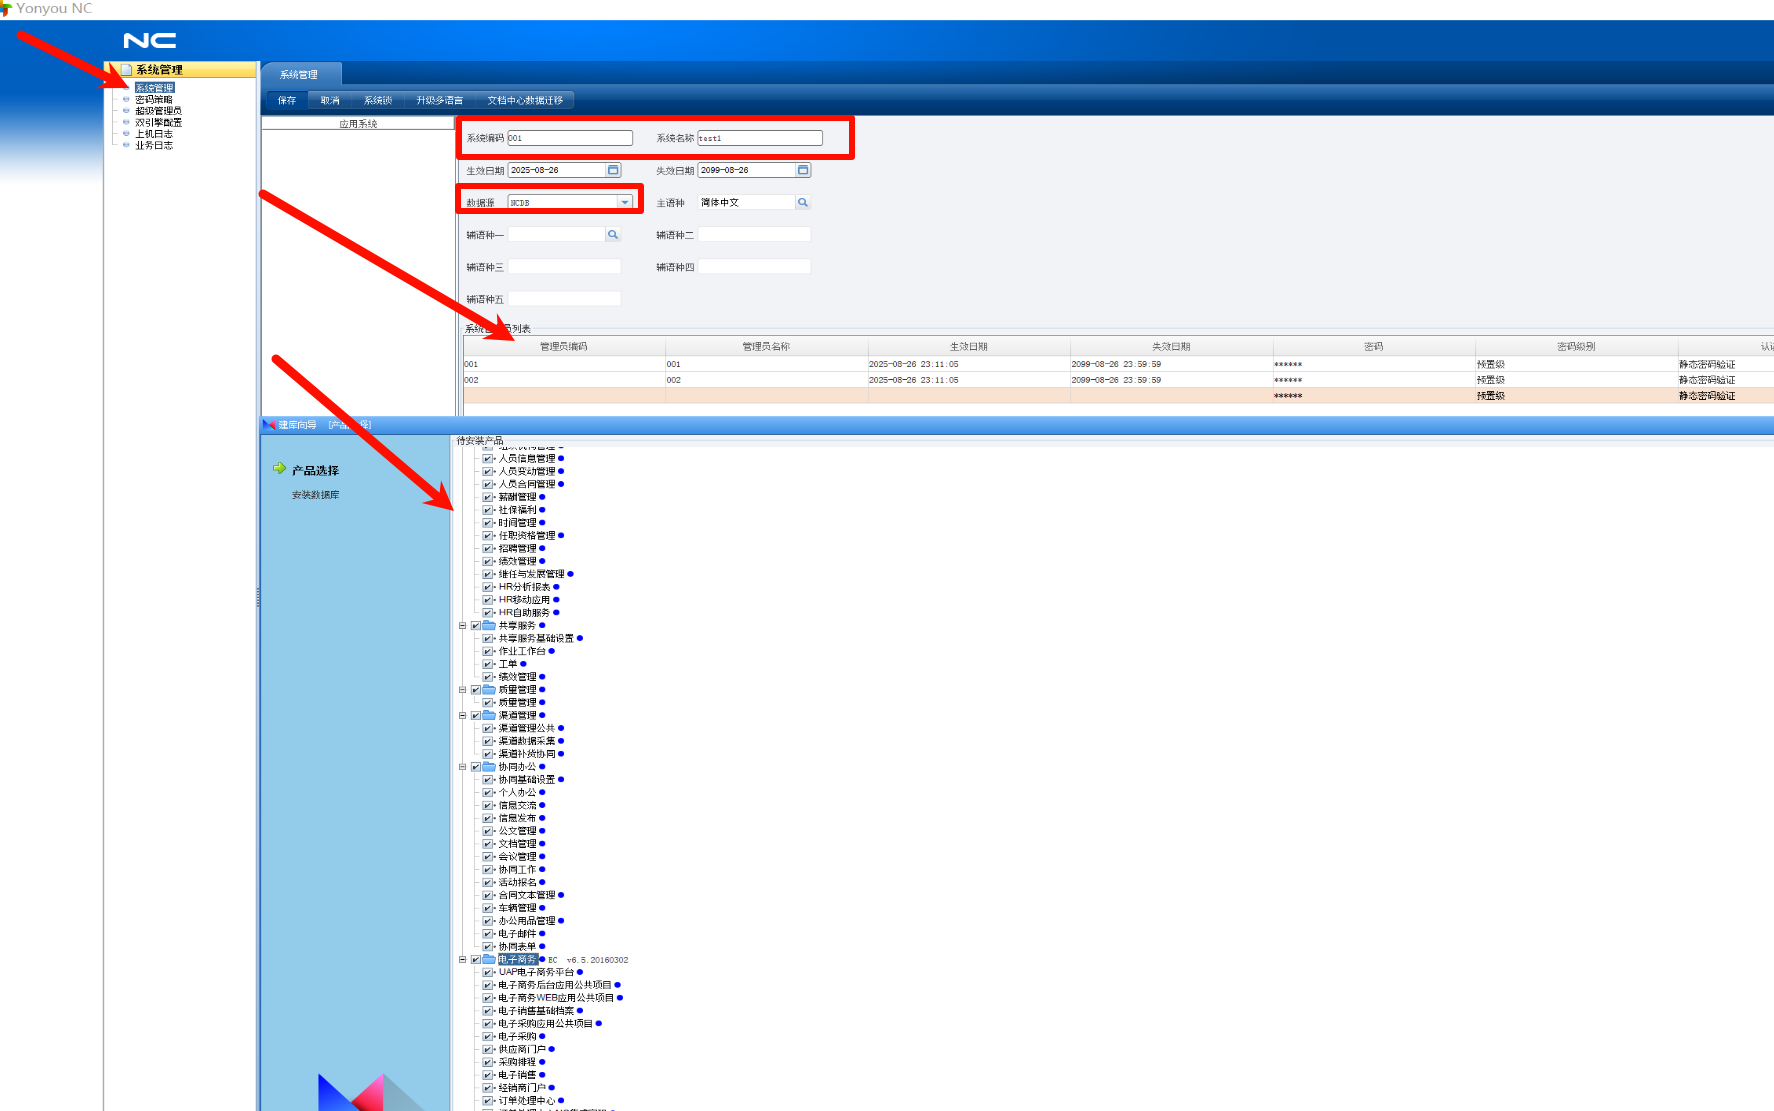 Yonyou NC
NC
系统管理
系统管理
密码策略
超级管理员
双引擎配置
上机日志
业务日志
系统管理
保存 取消 系统锁 升级多语言 文档中心数据迁移
应用系统
系统编码 001 系统名称 test1
生效日期 2025-08-26 失效日期 2099-08-26
数据源 NCDB 主语种 简体中文
辅语种一 辅语种二
辅语种三 辅语种四
辅语种五
系统 员列表
管理员编码 管理员名称 生效日期 失效日期 密码 密码级别
001 001 2025-08-26 23:11:05 2099-08-26 23:59:59 ****** 预置级 静态密码验证
002 002 2025-08-26 23:11:05 2099-08-26 23:59:59 ****** 预置级 静态密码验证
****** 预置级 静态密码验证
建库向导 [产品选择]
产品选择
安装数据库
待安装产品
人员信息管理
人员变动管理
人员合同管理
薪酬管理
社保福利
时间管理
任职资格管理
招聘管理
绩效管理
继任与发展管理
HR分析报表
HR移动应用
HR自助服务
共享服务
共享服务基础设置
作业工作台
工单
绩效管理
质量管理
质量管理
渠道管理
渠道管理公共
渠道数据采集
渠道补货协同
协同办公
协同基础设置
个人办公
信息交流
信息发布
公文管理
文档管理
会议管理
协同工作
活动报名
合同文本管理
车辆管理
办公用品管理
电子邮件
协同表单
电子商务 EC v6.5.20160302
UAP电子商务平台
电子商务后台应用公共项目
电子商务WEB应用公共项目
电子销售基础档案
电子采购应用公共项目
电子采购
供应商门户
采购排程
电子销售
经销商门户
订单处理中心